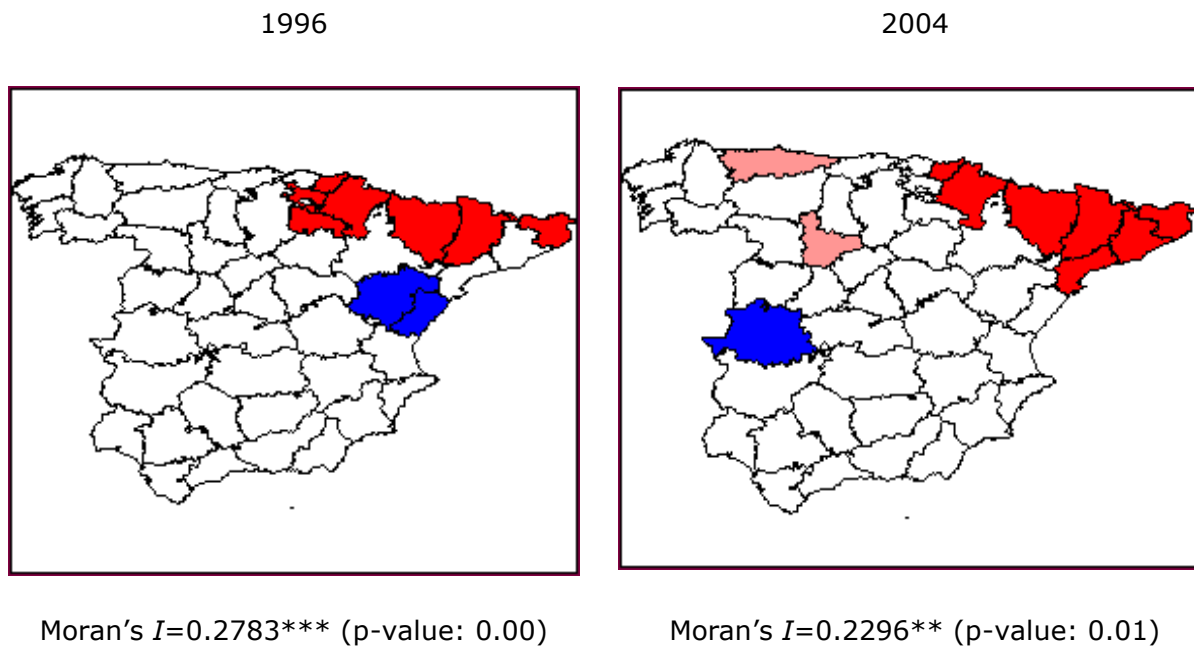 1996
2004
Moran’s I=0.2783*** (p-value: 0.00)
Moran’s I=0.2296** (p-value: 0.01)